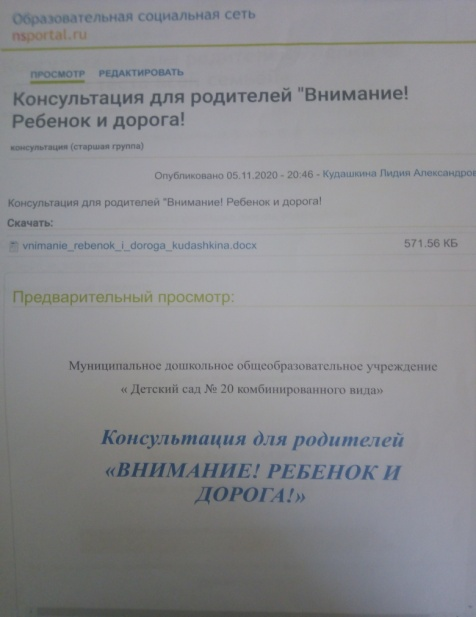 Образовательная социальная сеть
nsportal.ru
ПРОСМОТР РЕДАКТИРОВАТЬ
Консультация для родителей "Внимание!
Ребенок и дорога!
консультация (старшая группа)
Опубликовано 05.11.2020 - 20:46 - Кудашкина Лидия Александров
Консультация для родителей "Внимание! Ребенок и дорога!
Скачать:
vnimanie_rebenok_i_doroga_kudashkina.docx 571.56 КБ
Предварительный просмотр:
Муниципальное дошкольное общеобразовательное учреждение
« Детский сад № 20 комбинированного вида»
Консультация для родителей
«ВНИМАНИЕ! РЕБЕНОК И
ДОРОГА!»